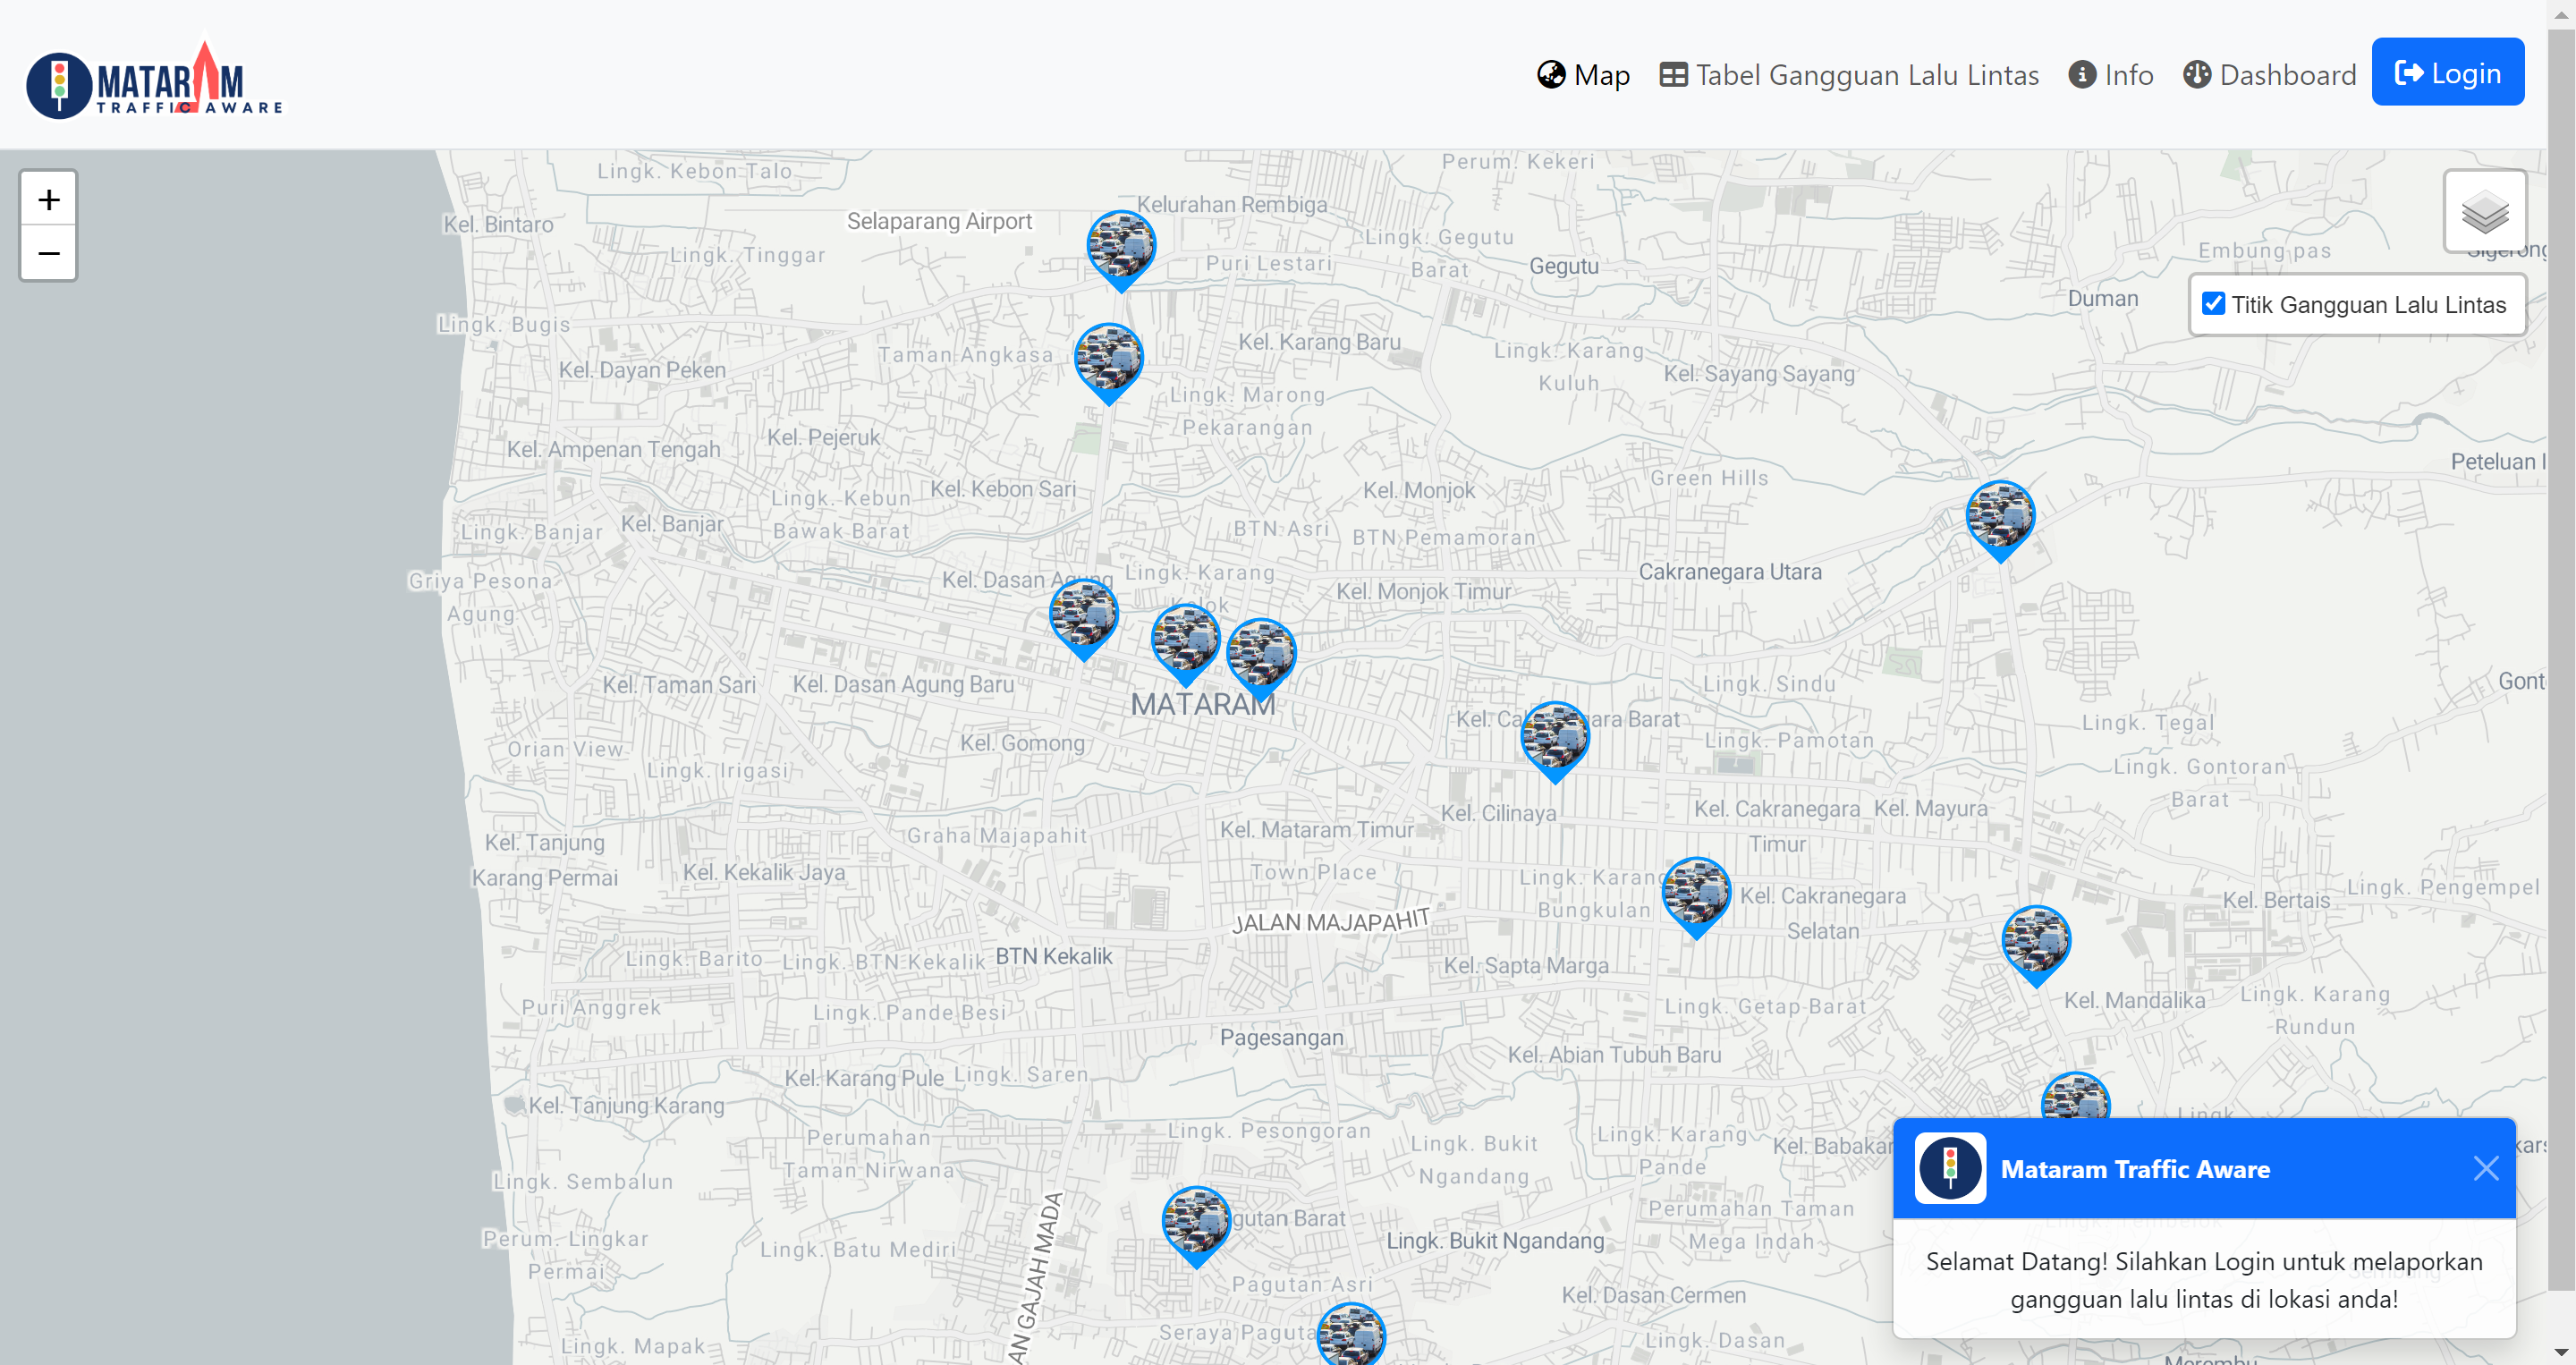 MATARAM
TRAFFIC AWARE
Map
Tabel Gangguan Lalu Lintas
Info
Dashboard
Login
+
−
Titik Gangguan Lalu Lintas
Perum. Kekeri
Lingk. Kebon Talo
Kelurahan Rembiga
Selaparang Airport
Kel. Bintaro
Lingk. Gegutu
Barat
Embung pas
Lingk. Tinggar
Puri Lestari
Gegutu
Duman
Lingk. Bugis
Kel. Karang Baru
Lingk. Karang
Kuluh
Taman Angkasa
Kel. Dayan Peken
Kel. Sayang Sayang
Lingk. Marong
Pekarangan
Kel. Pejeruk
Kel. Ampenan Tengah
Peteluan
Green Hills
Kel. Kebon Sari
Kel. Monjok
Lingk. Kebun
Bawak Barat
Kel. Banjar
Lingk. Banjar
BTN Asri
BTN Pemamoran
Cakranegara Utara
Lingk. Karang
Kel. Dasan Agung
Griya Pesona
Agung
Kel. Monjok Timur
Kel. Taman Sari
Kel. Dasan Agung Baru
Lingk. Sindu
Gont
MATARAM
Kel. Ca
ara Barat
Lingk. Tegal
Lingk. Pamotan
Kel. Gomong
Orian View
Lingk. Irigasi
Lingk. Gontoran
Barat
Kel. Cilinaya
Kel. Cakranegara
Timur
Kel. Mayura
Kel. Mataram Timur
Graha Majapahit
Kel. Tanjung
Karang Permai
Kel. Kekalik Jaya
Town Place
Lingk. Karang
Bungkulan
Kel. Cakranegara
Selatan
Lingk. Pengempel
Kel. Bertais
JALAN MAJAPAHIT
Lingk. Barito
Lingk. BTN Kekalik
BTN Kekalik
Kel. Sapta Marga
Kel. Mandalika
Lingk. Karang
Rundun
Puri Anggrek
Lingk. Pande Besi
Lingk. Getap Barat
Pagesangan
Kel. Abian Tubuh Baru
Kel. Karang Pule
Lingk. Saren
Kel. Tanjung Karang
Lingk.
Perumahan
Taman Nirwana
Lingk. Pesongoran
Lingk. Bukit
Ngandang
Lingk. Karang
Pande
Kel. Babakan
Lingk. Sembalun
Perumahan Taman
Mega Indah
gutan Barat
Lingk. Bukit Ngandang
Perum. Lingkar
Permai
Lingk. Batu Mediri
AN GAJAH MADA
Pagutan Asri
Kel. Dasan Cermen
Seraya Paguta
Lingk. Mapak
Lingk. Dasan
Mataram Traffic Aware
Selamat Datang! Silahkan Login untuk melaporkan
gangguan lalu lintas di lokasi anda!